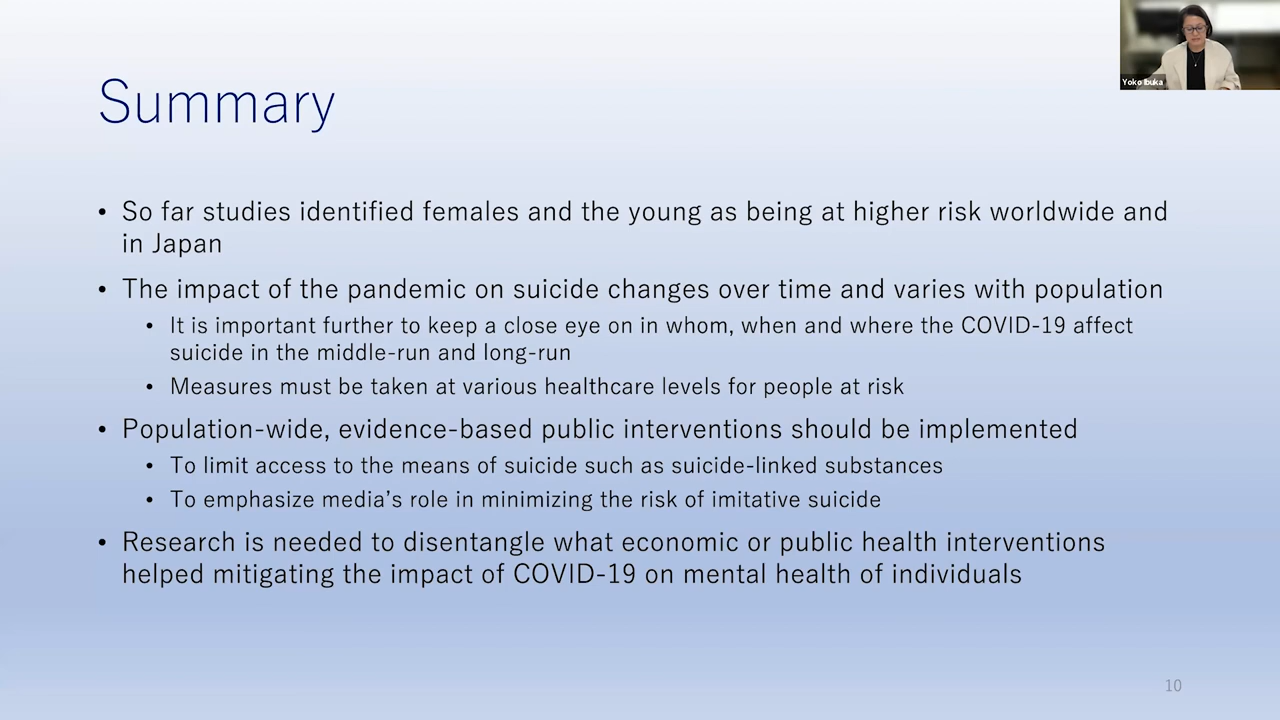 Yoko Ibuka
Summary
• So far studies identified females and the young as being at higher risk worldwide and
in Japan
• The impact of the pandemic on suicide changes over time and varies with population
• It is important further to keep a close eye on in whom, when and where the COVID-19 affect
suicide in the middle-run and long-run
• Measures must be taken at various healthcare levels for people at risk
• Population-wide, evidence-based public interventions should be implemented
• To limit access to the means of suicide such as suicide-linked substances
• To emphasize media's role in minimizing the risk of imitative suicide
• Research is needed to disentangle what economic or public health interventions
helped mitigating the impact of COVID-19 on mental health of individuals
10